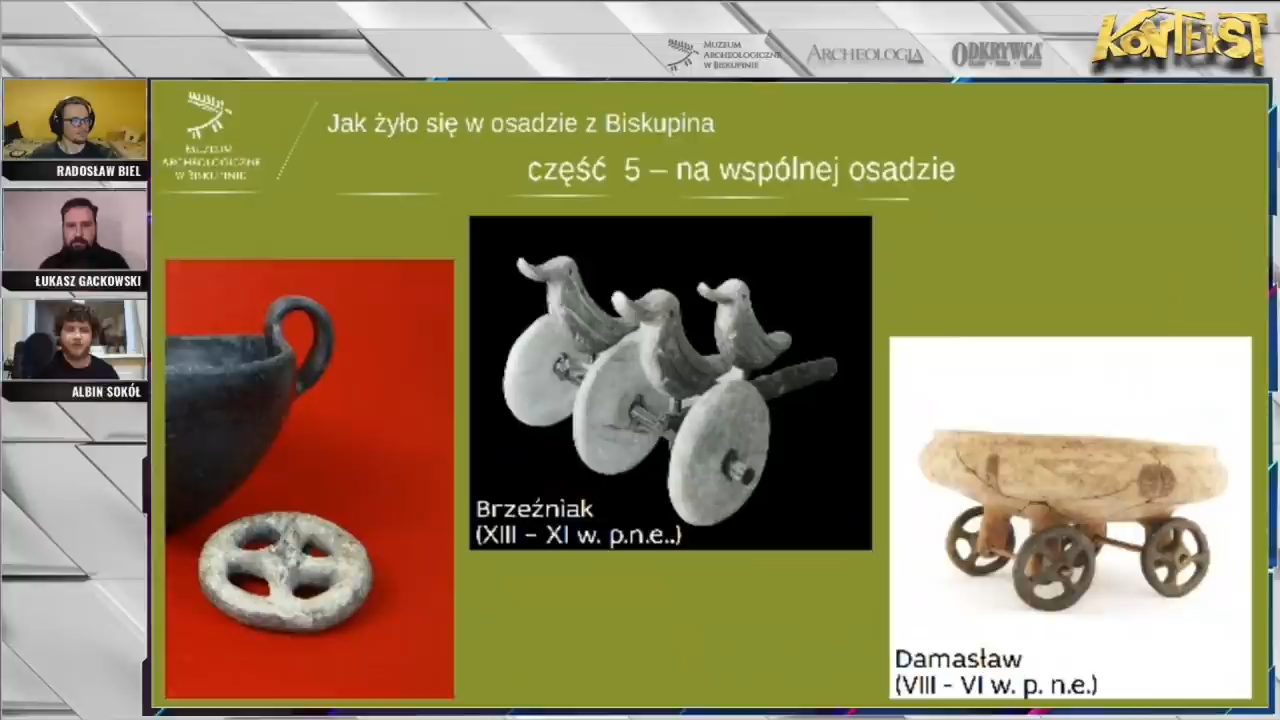 KONTEKST
MUZEUM
ARCHEOLOGICZNE
W BISKUPINIE
ARCHEOLOGIA
ODKRYWCA
RADOSŁAW BIEL
ŁUKASZ GACKOWSKI
ALBIN SOKÓŁ
MUZEUM
ARCHEOLOGICZNE
W BISKUPINIE
Jak żyło się w osadzie z Biskupina
część 5 – na wspólnej osadzie
Brzeźniak
(XIII – XI w. p.n.e..)
Damasław
(VIII - VI w. p. n.e.)